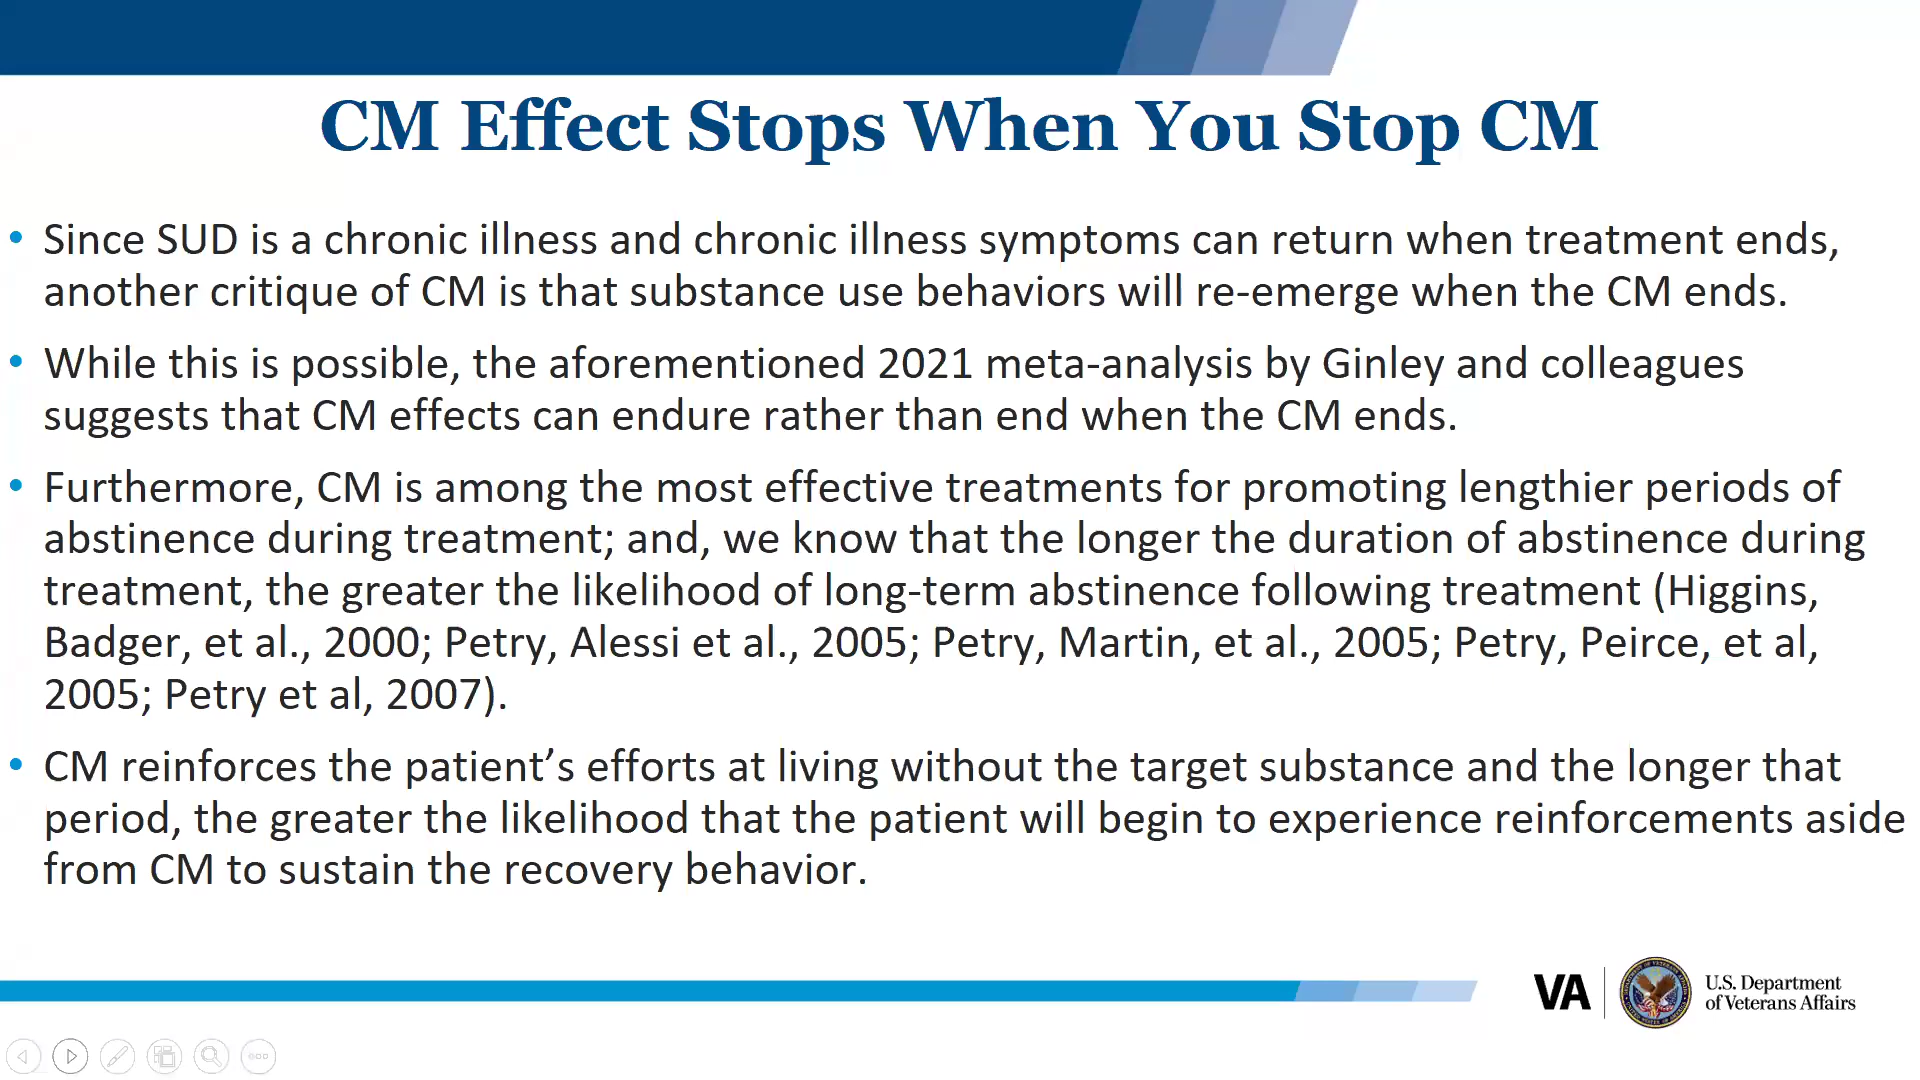 CM Effect Stops When You Stop CM
• Since SUD is a chronic illness and chronic illness symptoms can return when treatment ends,
another critique of CM is that substance use behaviors will re-emerge when the CM ends.
• While this is possible, the aforementioned 2021 meta-analysis by Ginley and colleagues
suggests that CM effects can endure rather than end when the CM ends.
• Furthermore, CM is among the most effective treatments for promoting lengthier periods of
abstinence during treatment; and, we know that the longer the duration of abstinence during
treatment, the greater the likelihood of long-term abstinence following treatment (Higgins,
Badger, et al., 2000; Petry, Alessi et al., 2005; Petry, Martin, et al., 2005; Petry, Peirce, et al,
2005; Petry et al, 2007).
• CM reinforces the patient’s efforts at living without the target substance and the longer that
period, the greater the likelihood that the patient will begin to experience reinforcements aside
from CM to sustain the recovery behavior.
VA
U.S. Department
of Veterans Affairs